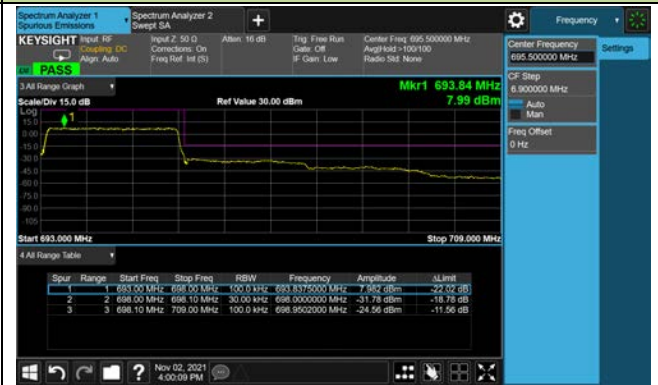 Spectrum Analyzer 1
Spurious Emissions
Spectrum Analyzer 2
Swept SA
Frequency
KEYSIGHT
Input: RF
Coupling: DC
Align: Auto
Input Z: 50 Ω
Corrections: On
Freq Ref: Int (S)
Atten: 16 dB
Trig: Free Run
Gate: Off
IF Gain: Low
Center Freq: 695.500000 MHz
Avg|Hold:>100/100
Radio Std: None
PASS
Center Frequency
695.500000 MHz
Settings
CF Step
6.900000 MHz
Auto
Man
Freq Offset
0 Hz
3 All Range Graph
Mkr1 693.84 MHz
Scale/Div 15.0 dB
Ref Value 30.00 dBm
7.99 dBm
Log
15.0
0.00
-15.0
-30.0
-45.0
-60.0
-75.0
-90.0
-105
1
Start 693.000 MHz
Stop 709.000 MHz
4 All Range Table
Spur Range Start Freq Stop Freq RBW Frequency Amplitude ΔLimit
1 1 693.00 MHz 698.00 MHz 100.0 kHz 693.8375000 MHz 7.982 dBm -22.02 dB
2 2 698.00 MHz 698.10 MHz 30.00 kHz 698.0000000 MHz -31.78 dBm -18.78 dB
3 3 698.10 MHz 709.00 MHz 100.0 kHz 698.9502000 MHz -24.56 dBm -11.56 dB
Nov 02, 2021
4:00:09 PM